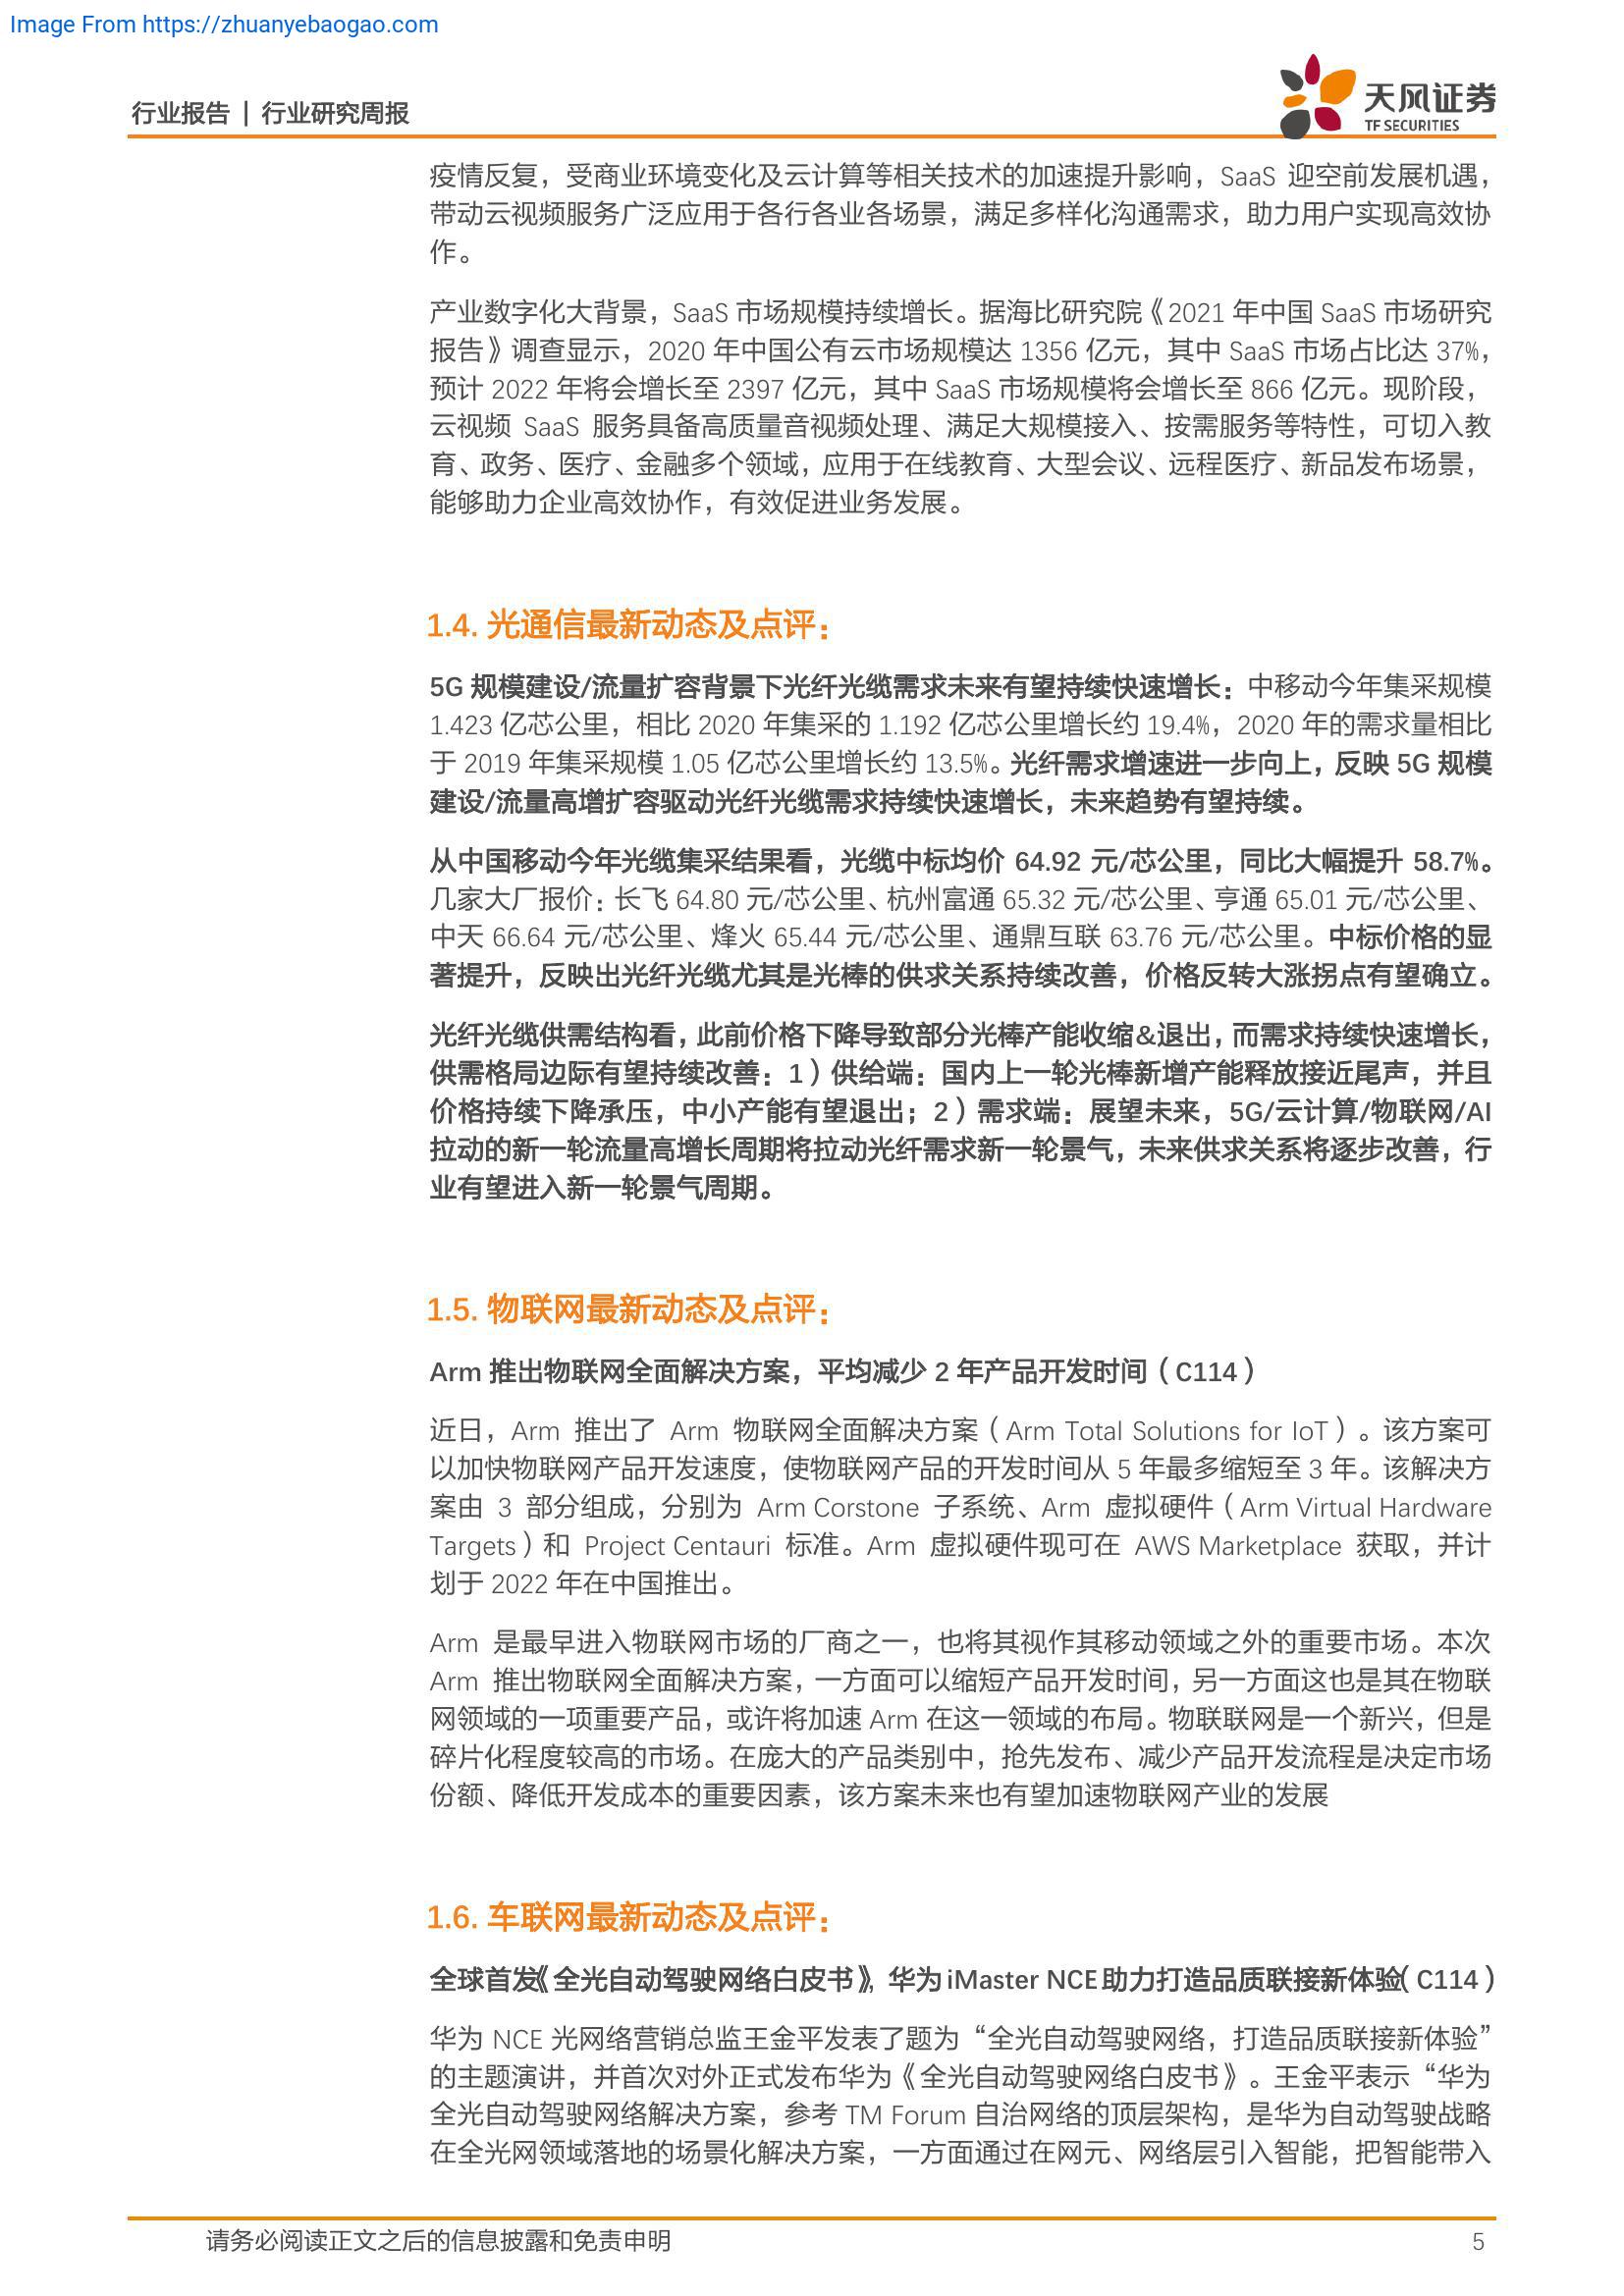 Image From https://zhuanyebaogao.com
行业报告 | 行业研究周报
天风证券
TF SECURITIES
疫情反复，受商业环境变化及云计算等相关技术的加速提升影响，SaaS 迎空前发展机遇，
带动云视频服务广泛应用于各行各业各场景，满足多样化沟通需求，助力用户实现高效协
作。
产业数字化大背景，SaaS 市场规模持续增长。据海比研究院《2021 年中国 SaaS 市场研究
报告》调查显示，2020 年中国公有云市场规模达 1356 亿元，其中 SaaS 市场占比达 37%，
预计 2022 年将会增长至 2397 亿元，其中 SaaS 市场规模将会增长至 866 亿元。现阶段，
云视频 SaaS 服务具备高质量音视频处理、满足大规模接入、按需服务等特性，可切入教
育、政务、医疗、金融多个领域，应用于在线教育、大型会议、远程医疗、新品发布场景，
能够助力企业高效协作，有效促进业务发展。
1.4. 光通信最新动态及点评：
5G 规模建设/流量扩容背景下光纤光缆需求未来有望持续快速增长：中移动今年集采规模
1.423 亿芯公里，相比 2020 年集采的 1.192 亿芯公里增长约 19.4%，2020 年的需求量相比
于 2019 年集采规模 1.05 亿芯公里增长约 13.5%。光纤需求增速进一步向上，反映 5G 规模
建设/流量高增扩容驱动光纤光缆需求持续快速增长，未来趋势有望持续。
从中国移动今年光缆集采结果看，光缆中标均价 64.92 元/芯公里，同比大幅提升 58.7%。
几家大厂报价：长飞 64.80 元/芯公里、杭州富通 65.32 元/芯公里、亨通 65.01 元/芯公里、
中天 66.64 元/芯公里、烽火 65.44 元/芯公里、通鼎互联 63.76 元/芯公里。中标价格的显
著提升，反映出光纤光缆尤其是光棒的供求关系持续改善，价格反转大涨拐点有望确立。
光纤光缆供需结构看，此前价格下降导致部分光棒产能收缩&退出，而需求持续快速增长，
供需格局边际有望持续改善：1）供给端：国内上一轮光棒新增产能释放接近尾声，并且
价格持续下降承压，中小产能有望退出；2）需求端：展望未来，5G/云计算/物联网/AI
拉动的新一轮流量高增长周期将拉动光纤需求新一轮景气，未来供求关系将逐步改善，行
业有望进入新一轮景气周期。
1.5. 物联网最新动态及点评：
Arm 推出物联网全面解决方案，平均减少 2 年产品开发时间（C114）
近日，Arm 推出了 Arm 物联网全面解决方案（Arm Total Solutions for IoT）。该方案可
以加快物联网产品开发速度，使物联网产品的开发时间从 5 年最多缩短至 3 年。该解决方
案由 3 部分组成，分别为 Arm Corstone 子系统、Arm 虚拟硬件（Arm Virtual Hardware
Targets）和 Project Centauri 标准。Arm 虚拟硬件现可在 AWS Marketplace 获取，并计
划于 2022 年在中国推出。
Arm 是最早进入物联网市场的厂商之一，也将其视作其移动领域之外的重要市场。本次
Arm 推出物联网全面解决方案，一方面可以缩短产品开发时间，另一方面这也是其在物联
网领域的一项重要产品，或许将加速 Arm 在这一领域的布局。物联联网是一个新兴，但是
碎片化程度较高的市场。在庞大的产品类别中，抢先发布、减少产品开发流程是决定市场
份额、降低开发成本的重要因素，该方案未来也有望加速物联网产业的发展
1.6. 车联网最新动态及点评：
全球首发《全光自动驾驶网络白皮书》，华为 iMaster NCE 助力打造品质联接新体验（C114）
华为 NCE 光网络营销总监王金平发表了题为“全光自动驾驶网络，打造品质联接新体验”
的主题演讲，并首次对外正式发布华为《全光自动驾驶网络白皮书》。王金平表示“华为
全光自动驾驶网络解决方案，参考 TM Forum 自治网络的顶层架构，是华为自动驾驶战略
在全光网领域落地的场景化解决方案，一方面通过在网元、网络层引入智能，把智能带入
请务必阅读正文之后的信息披露和免责申明
5